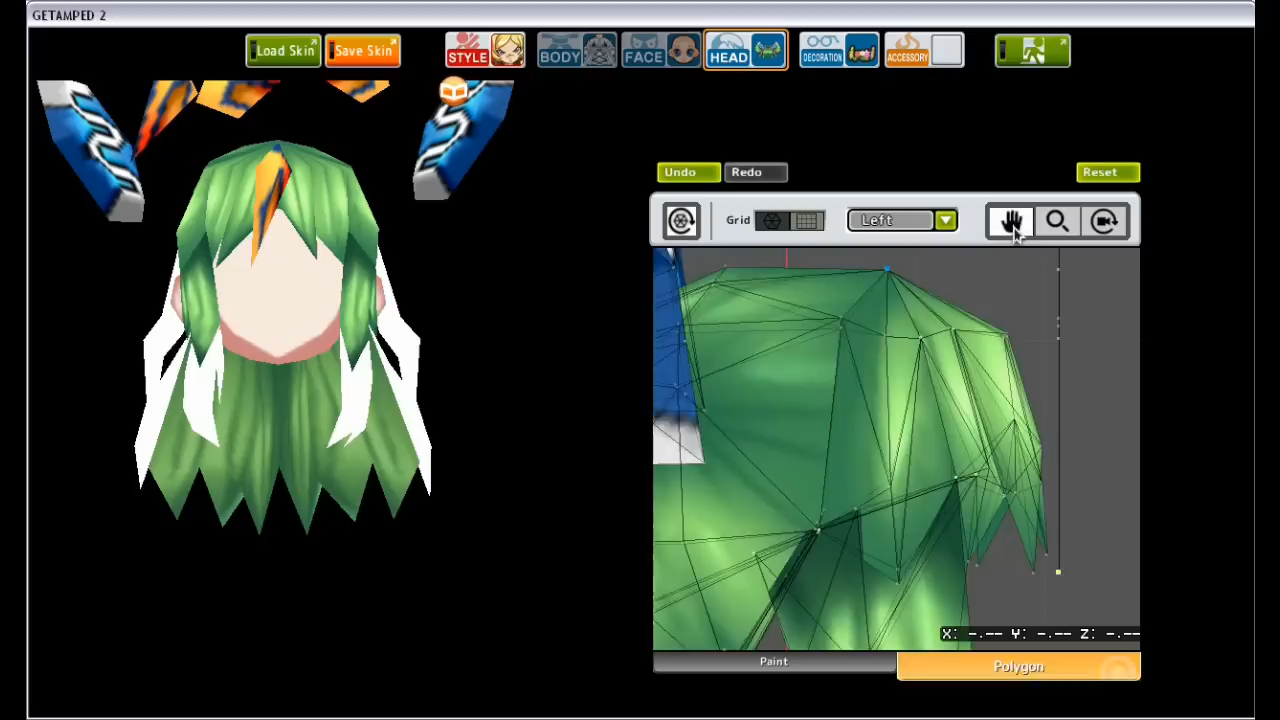 GETAMPED 2
Load Skin
Save Skin
STYLE
BODY
FACE
HEAD
DECORATION
ACCESSORY
Undo
Redo
Reset
Grid
Left
X: -.-- Y: -.-- Z: -.--
Paint
Polygon